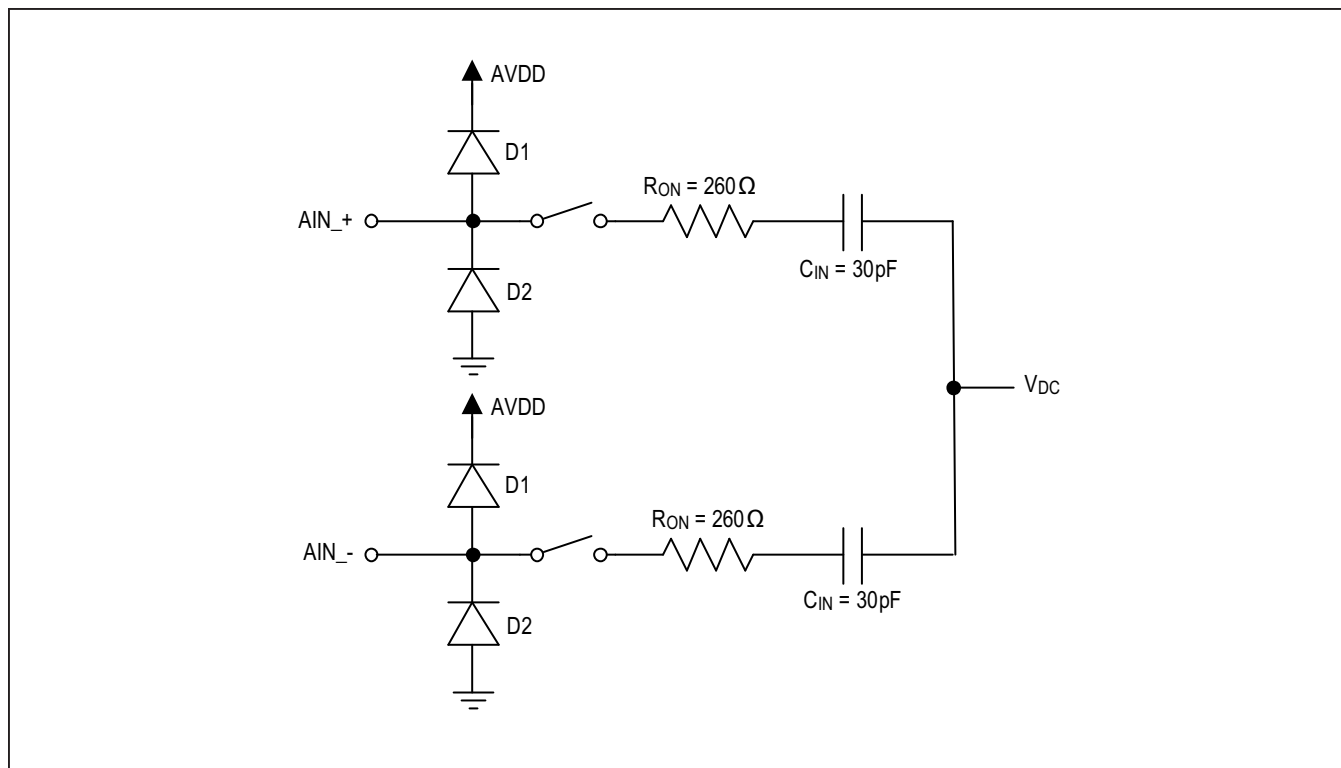 AVDD
D1
RON = 260Ω
AIN_+
CIN = 30pF
D2
VDC
AVDD
D1
RON = 260Ω
AIN_-
CIN = 30pF
D2